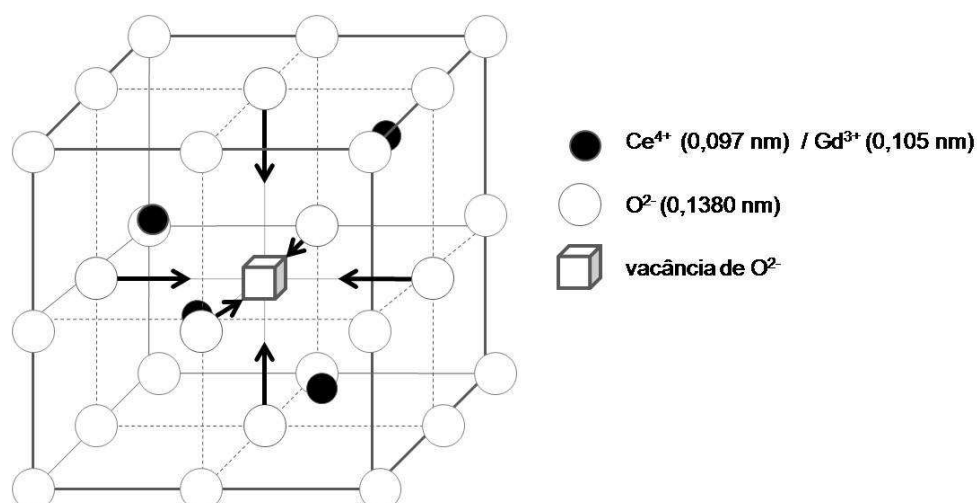 Ce⁴⁺ (0,097 nm) / Gd³⁺ (0,105 nm)
O²⁻ (0,1380 nm)
vacância de O²⁻